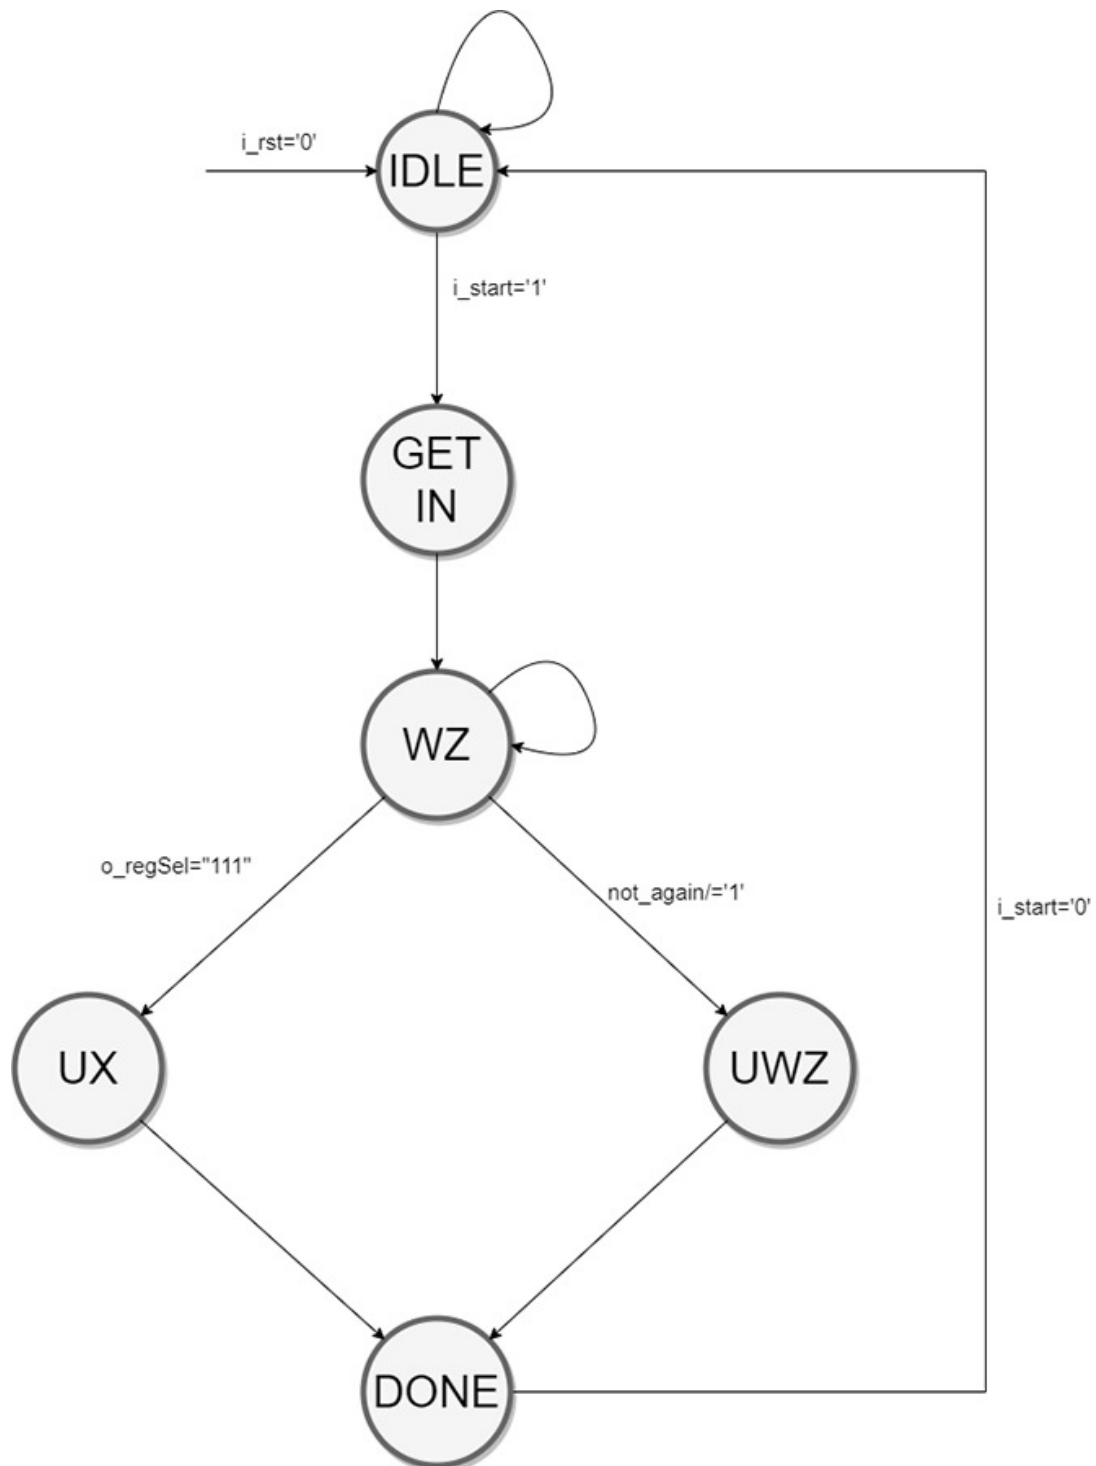 i_rst='0'
IDLE
i_start='1'
GET
IN
WZ
o_regSel="111"
not_again/='1'
i_start='0'
UX
UWZ
DONE